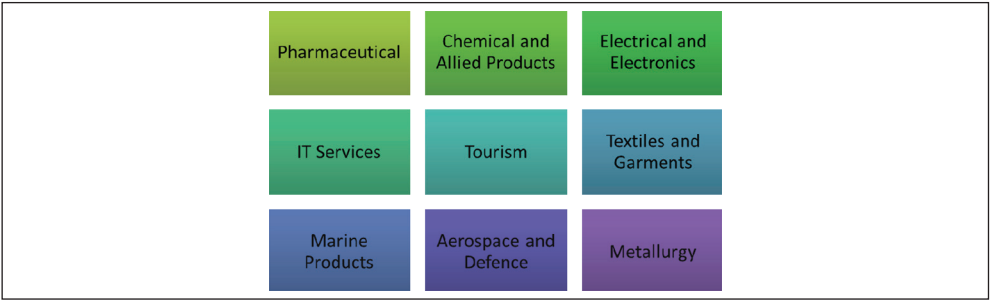 Pharmaceutical
Chemical and
Allied Products
Electrical and
Electronics
IT Services
Tourism
Textiles and
Garments
Marine
Products
Aerospace and
Defence
Metallurgy